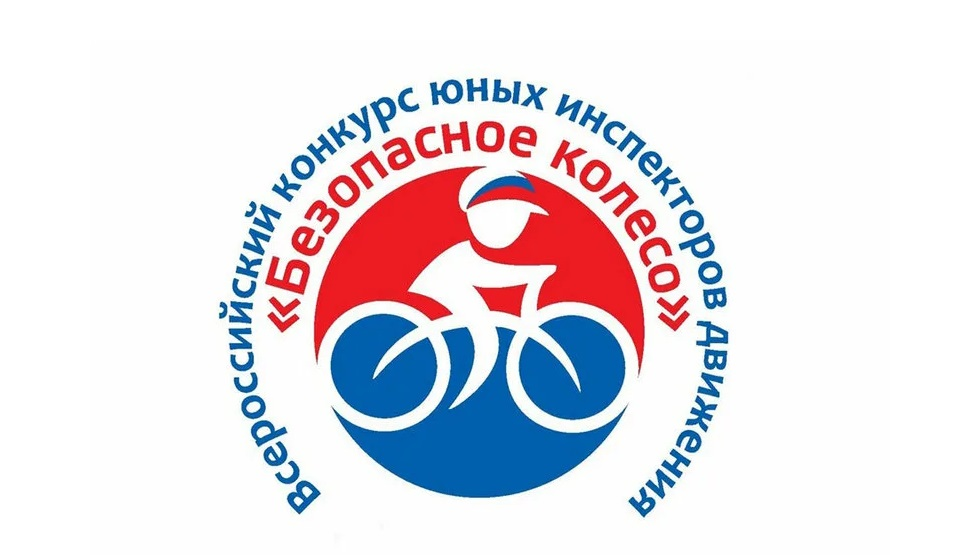 Всероссийский конкурс юных инспекторов движения
«Безопасное колесо»